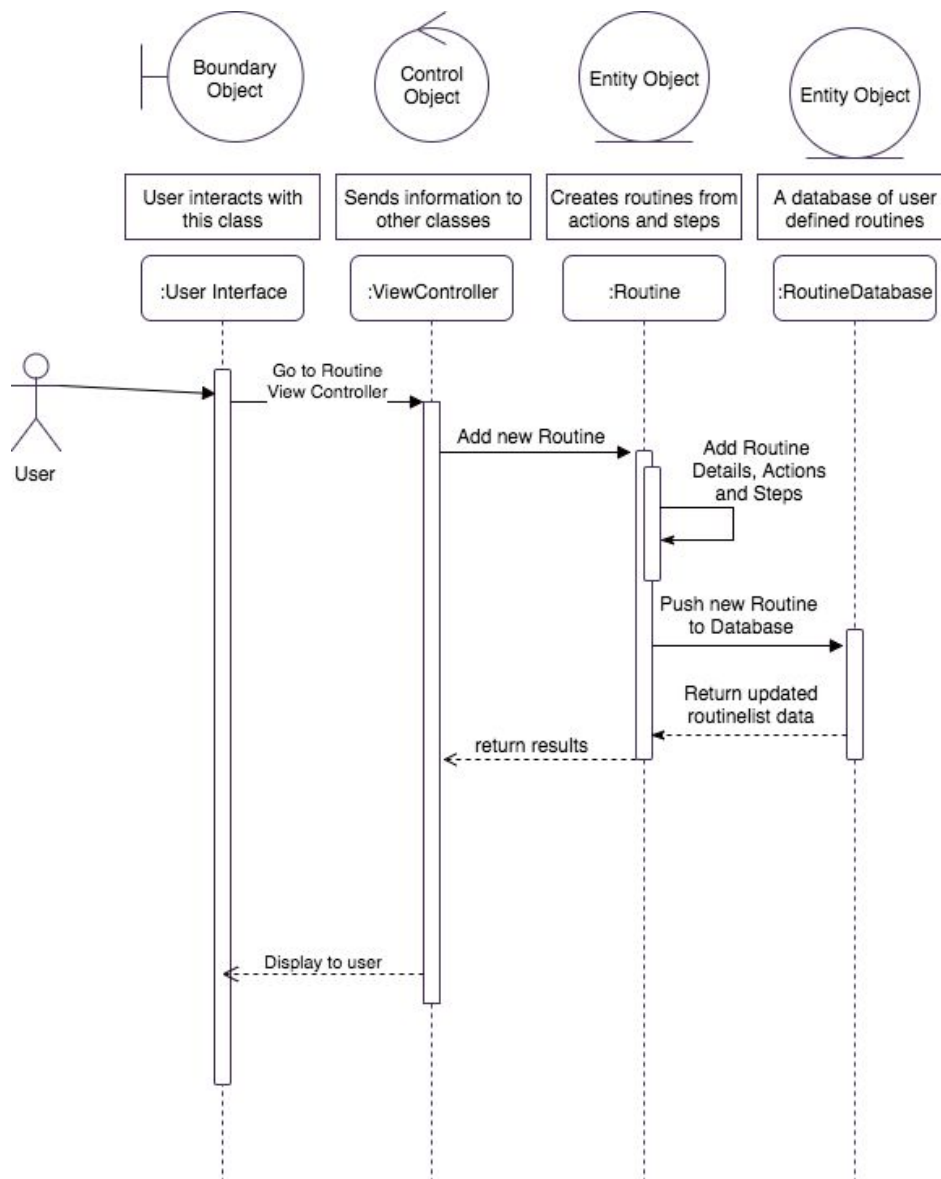 Boundary
Object
Control
Object
Entity Object
Entity Object
User interacts with
this class
Sends information to
other classes
Creates routines from
actions and steps
A database of user
defined routines
:User Interface
:ViewController
:Routine
:RoutineDatabase
User
Go to Routine
View Controller
Add new Routine
Add Routine
Details, Actions
and Steps
Push new Routine
to Database
Return updated
routinelist data
return results
Display to user